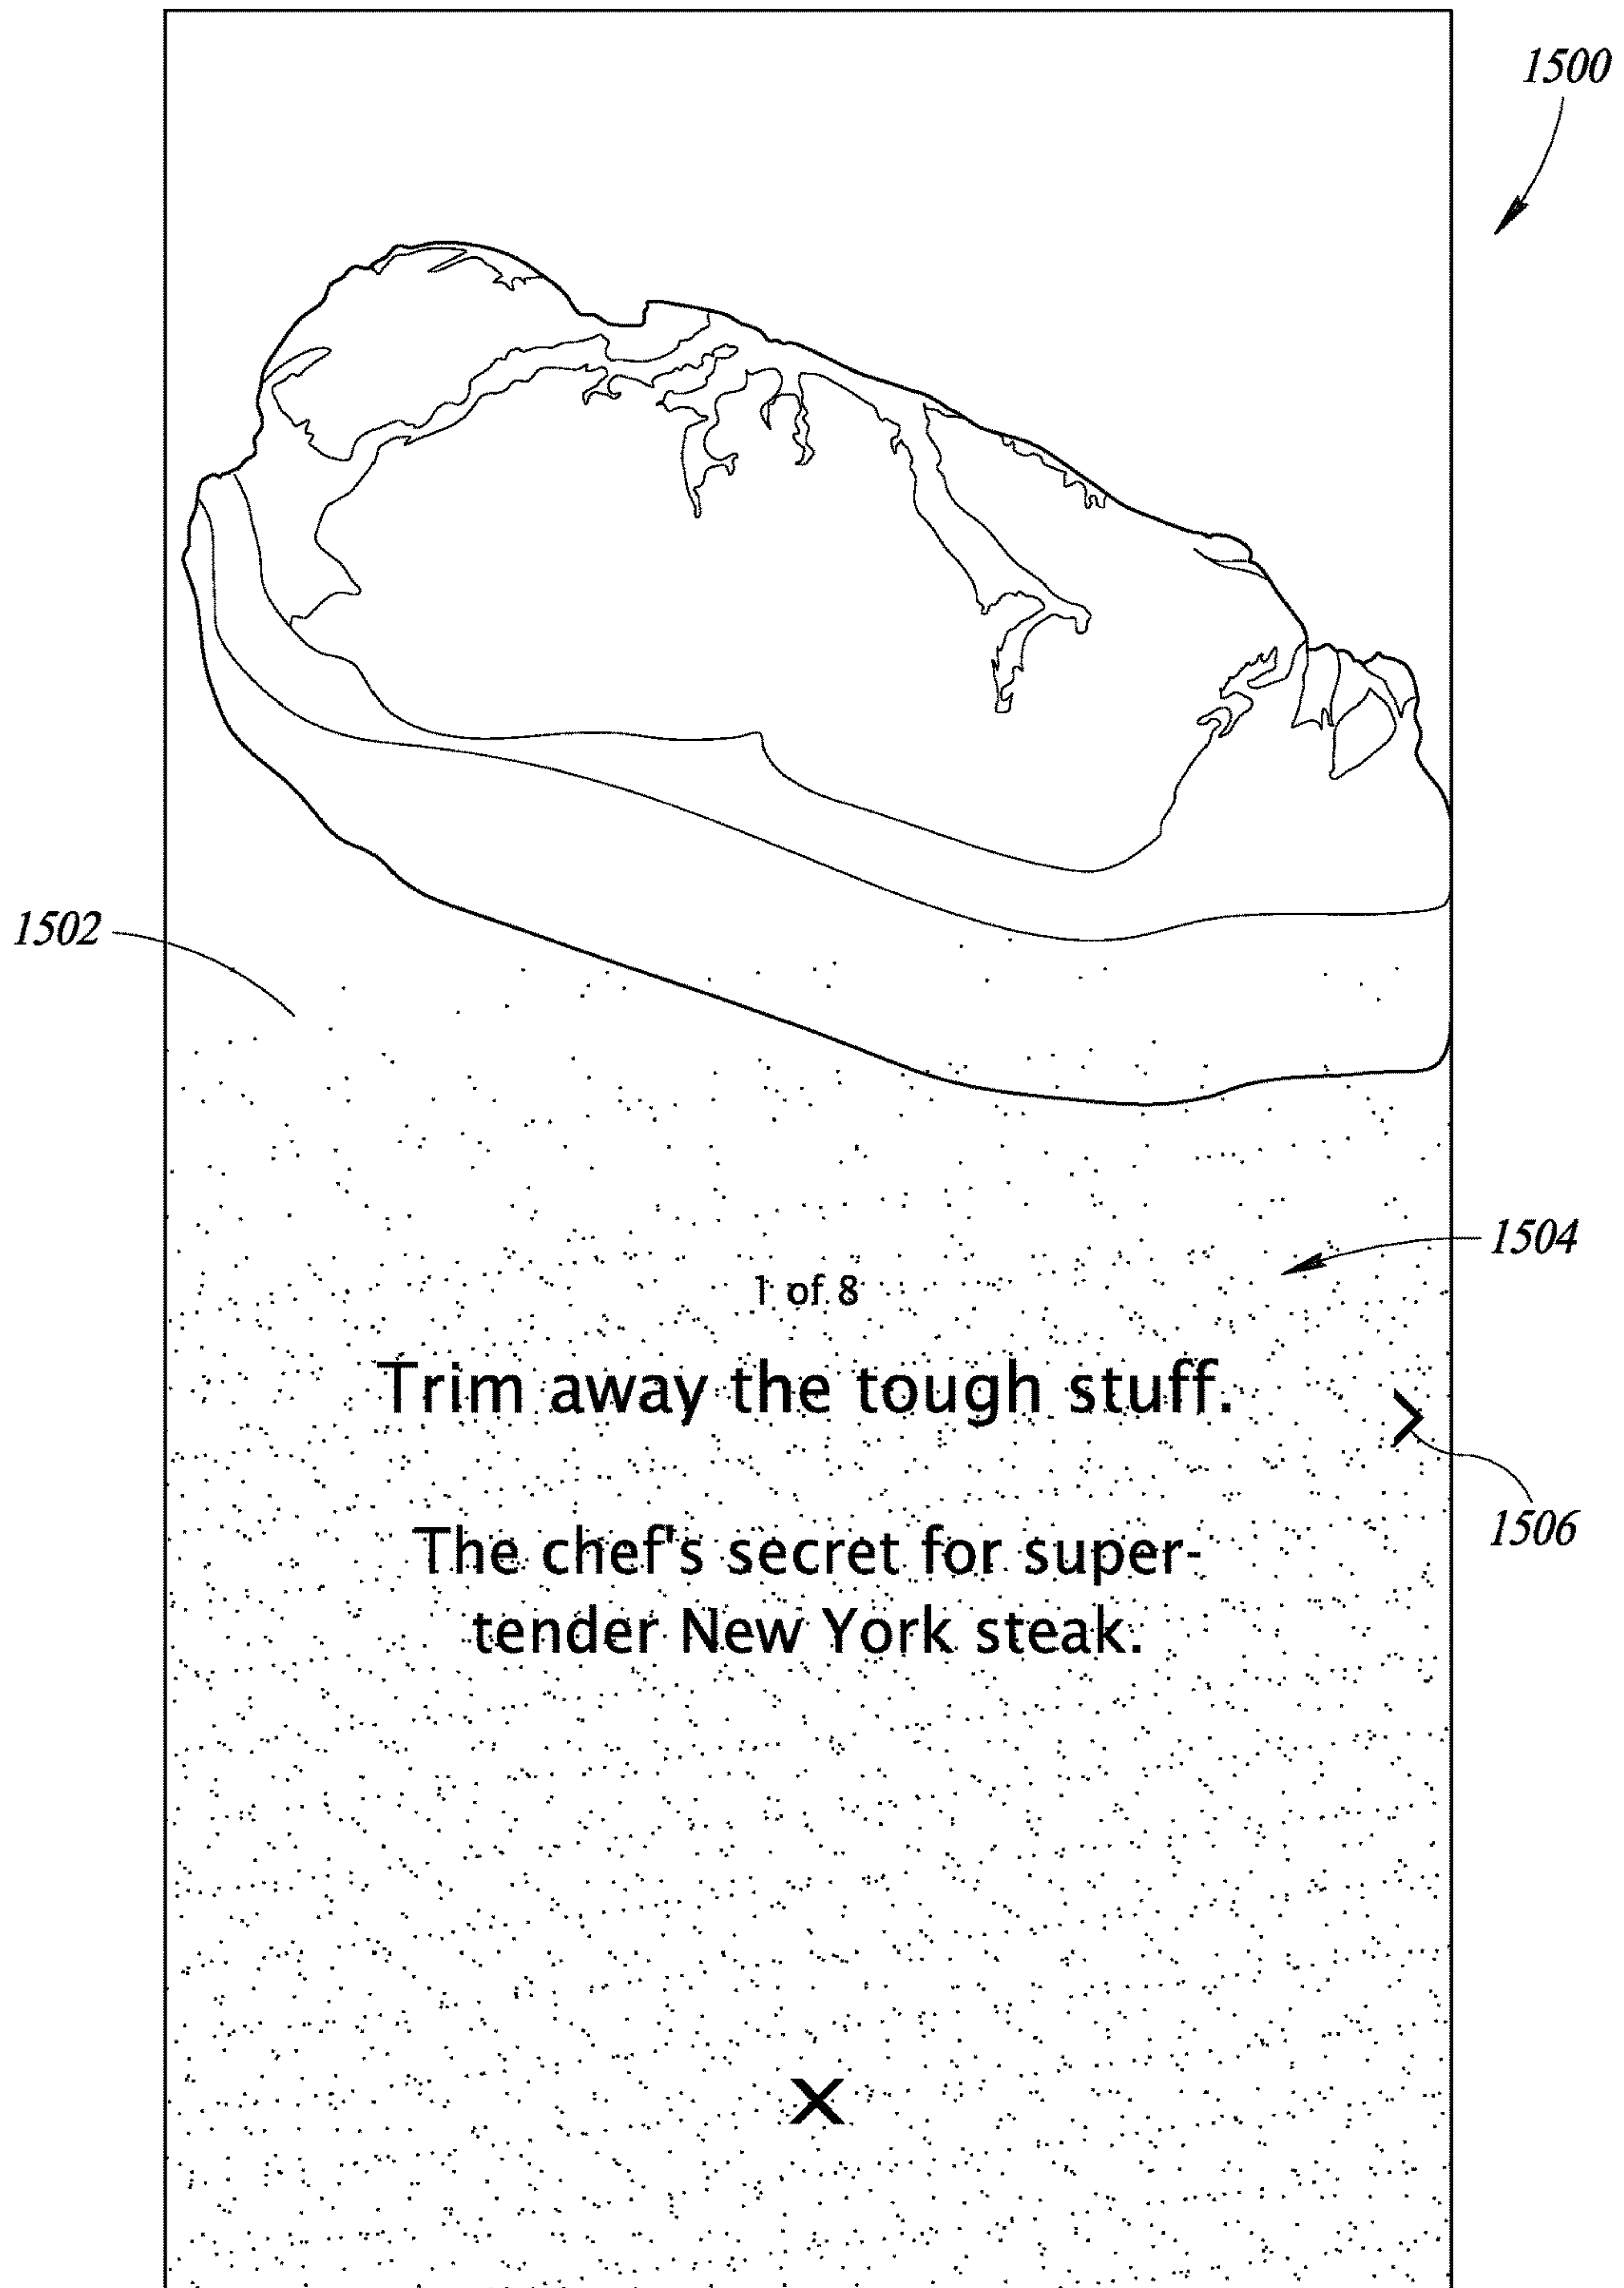 1500
1502
1504
1 of 8
Trim away the tough stuff.
>
1506
The chef's secret for super-
tender New York steak.
X